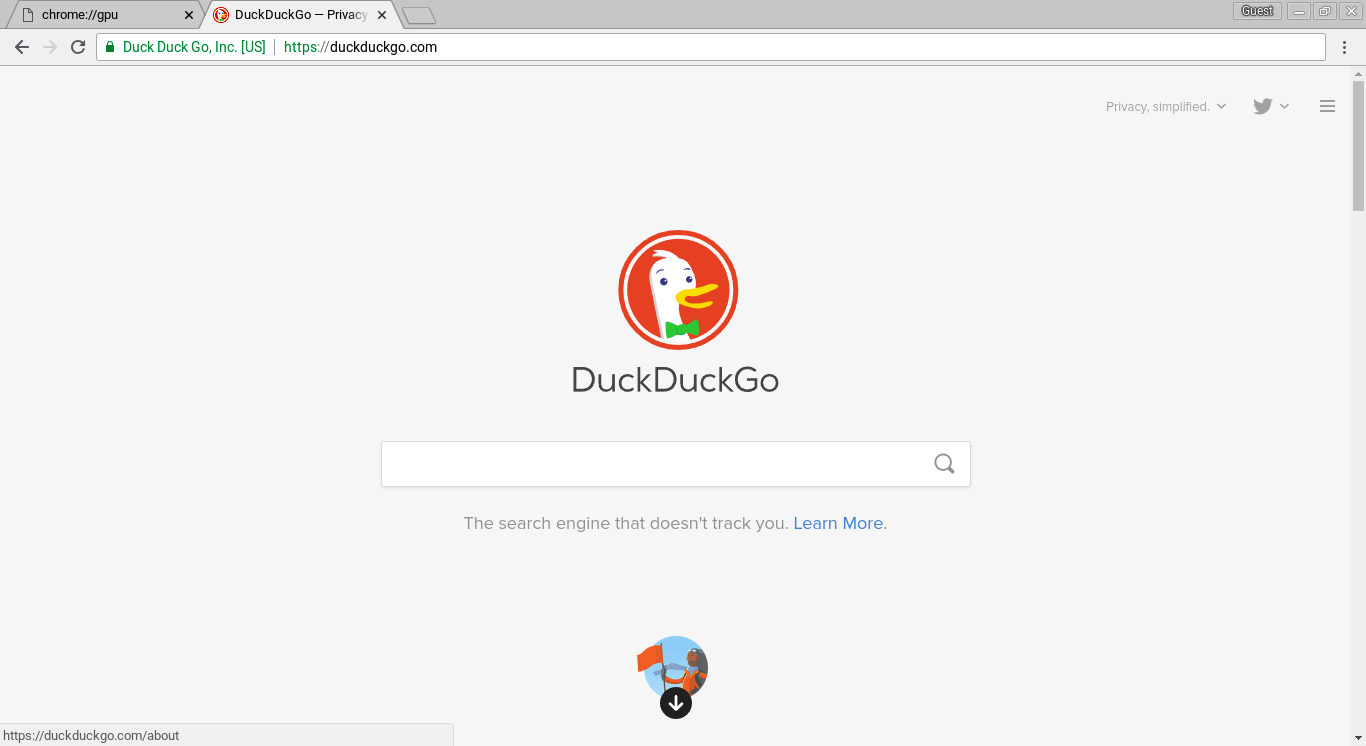 chrome://gpu
DuckDuckGo — Privacy
Guest
Duck Duck Go, Inc. [US]
https://duckduckgo.com
Privacy, simplified.
DuckDuckGo
The search engine that doesn't track you. Learn More.
https://duckduckgo.com/about